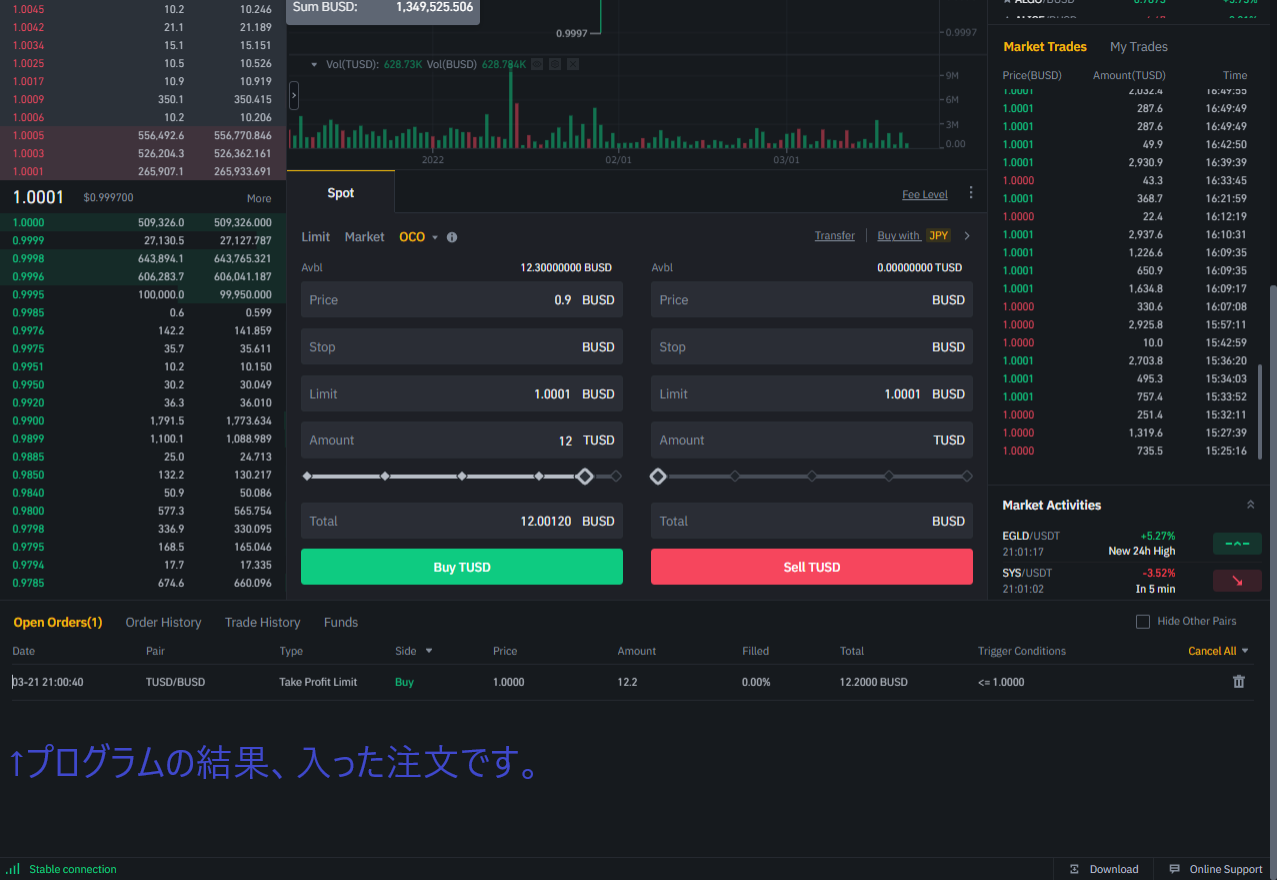 1.0045 10.2 10.246
1.0042 21.1 21.189
1.0034 15.1 15.151
1.0025 10.5 10.526
1.0017 10.9 10.919
1.0009 350.1 350.415
1.0006 10.2 10.206
1.0005 556,492.6 556,770.846
1.0003 526,204.3 526,362.161
1.0001 265,907.1 265,933.691
1.0001 $0.999700 More
1.0000 509,326.0 509,326.000
0.9999 27,130.5 27,127.787
0.9998 643,894.1 643,765.321
0.9996 606,283.7 606,041.187
0.9995 100,000.0 99,950.000
0.9985 0.6 0.599
0.9976 142.2 141.859
0.9975 35.7 35.611
0.9951 10.2 10.150
0.9950 30.2 30.049
0.9920 36.3 36.010
0.9900 1,791.5 1,773.634
0.9899 1,100.1 1,088.989
0.9885 25.0 24.713
0.9850 132.2 130.217
0.9840 50.9 50.086
0.9800 577.3 565.754
0.9798 336.9 330.095
0.9795 168.5 165.046
0.9794 17.7 17.335
0.9785 674.6 660.096
Sum BUSD: 1,349,525.506
0.9997
0.9997
Vol(TUSD): 628.73K Vol(BUSD) 628.784K
9M
6M
3M
0.00
2022 02/01 03/01
Spot
Fee Level
Limit Market OCO
Transfer Buy with JPY
Avbl 12.30000000 BUSD
Price 0.9 BUSD
Stop BUSD
Limit 1.0001 BUSD
Amount 12 TUSD
Total 12.00120 BUSD
Buy TUSD
Avbl 0.00000000 TUSD
Price BUSD
Stop BUSD
Limit 1.0001 BUSD
Amount TUSD
Total BUSD
Sell TUSD
Market Trades My Trades
Price(BUSD) Amount(TUSD) Time
1.0001 2,032.4 16:49:55
1.0001 287.6 16:49:49
1.0001 287.6 16:49:49
1.0001 49.9 16:42:50
1.0001 2,930.9 16:39:39
1.0000 43.3 16:33:45
1.0001 368.7 16:21:59
1.0000 22.4 16:12:19
1.0001 2,937.6 16:10:31
1.0001 1,226.6 16:09:35
1.0001 650.9 16:09:35
1.0001 1,634.8 16:09:17
1.0000 330.6 16:07:08
1.0000 2,925.8 15:57:11
1.0000 10.0 15:42:59
1.0001 2,703.8 15:36:20
1.0001 495.3 15:34:03
1.0001 757.4 15:33:52
1.0000 251.4 15:32:11
1.0000 1,319.6 15:27:39
1.0000 735.5 15:25:16
Market Activities
EGLD/USDT +5.27%
21:01:17 New 24h High
SYS/USDT -3.52%
21:01:02 In 5 min
Open Orders(1) Order History Trade History Funds
Hide Other Pairs
Date Pair Type Side Price Amount Filled Total Trigger Conditions Cancel All
03-21 21:00:40 TUSD/BUSD Take Profit Limit Buy 1.0000 12.2 0.00% 12.2000 BUSD <= 1.0000
↑プログラムの結果、入った注文です。
Stable connection
Download Online Support